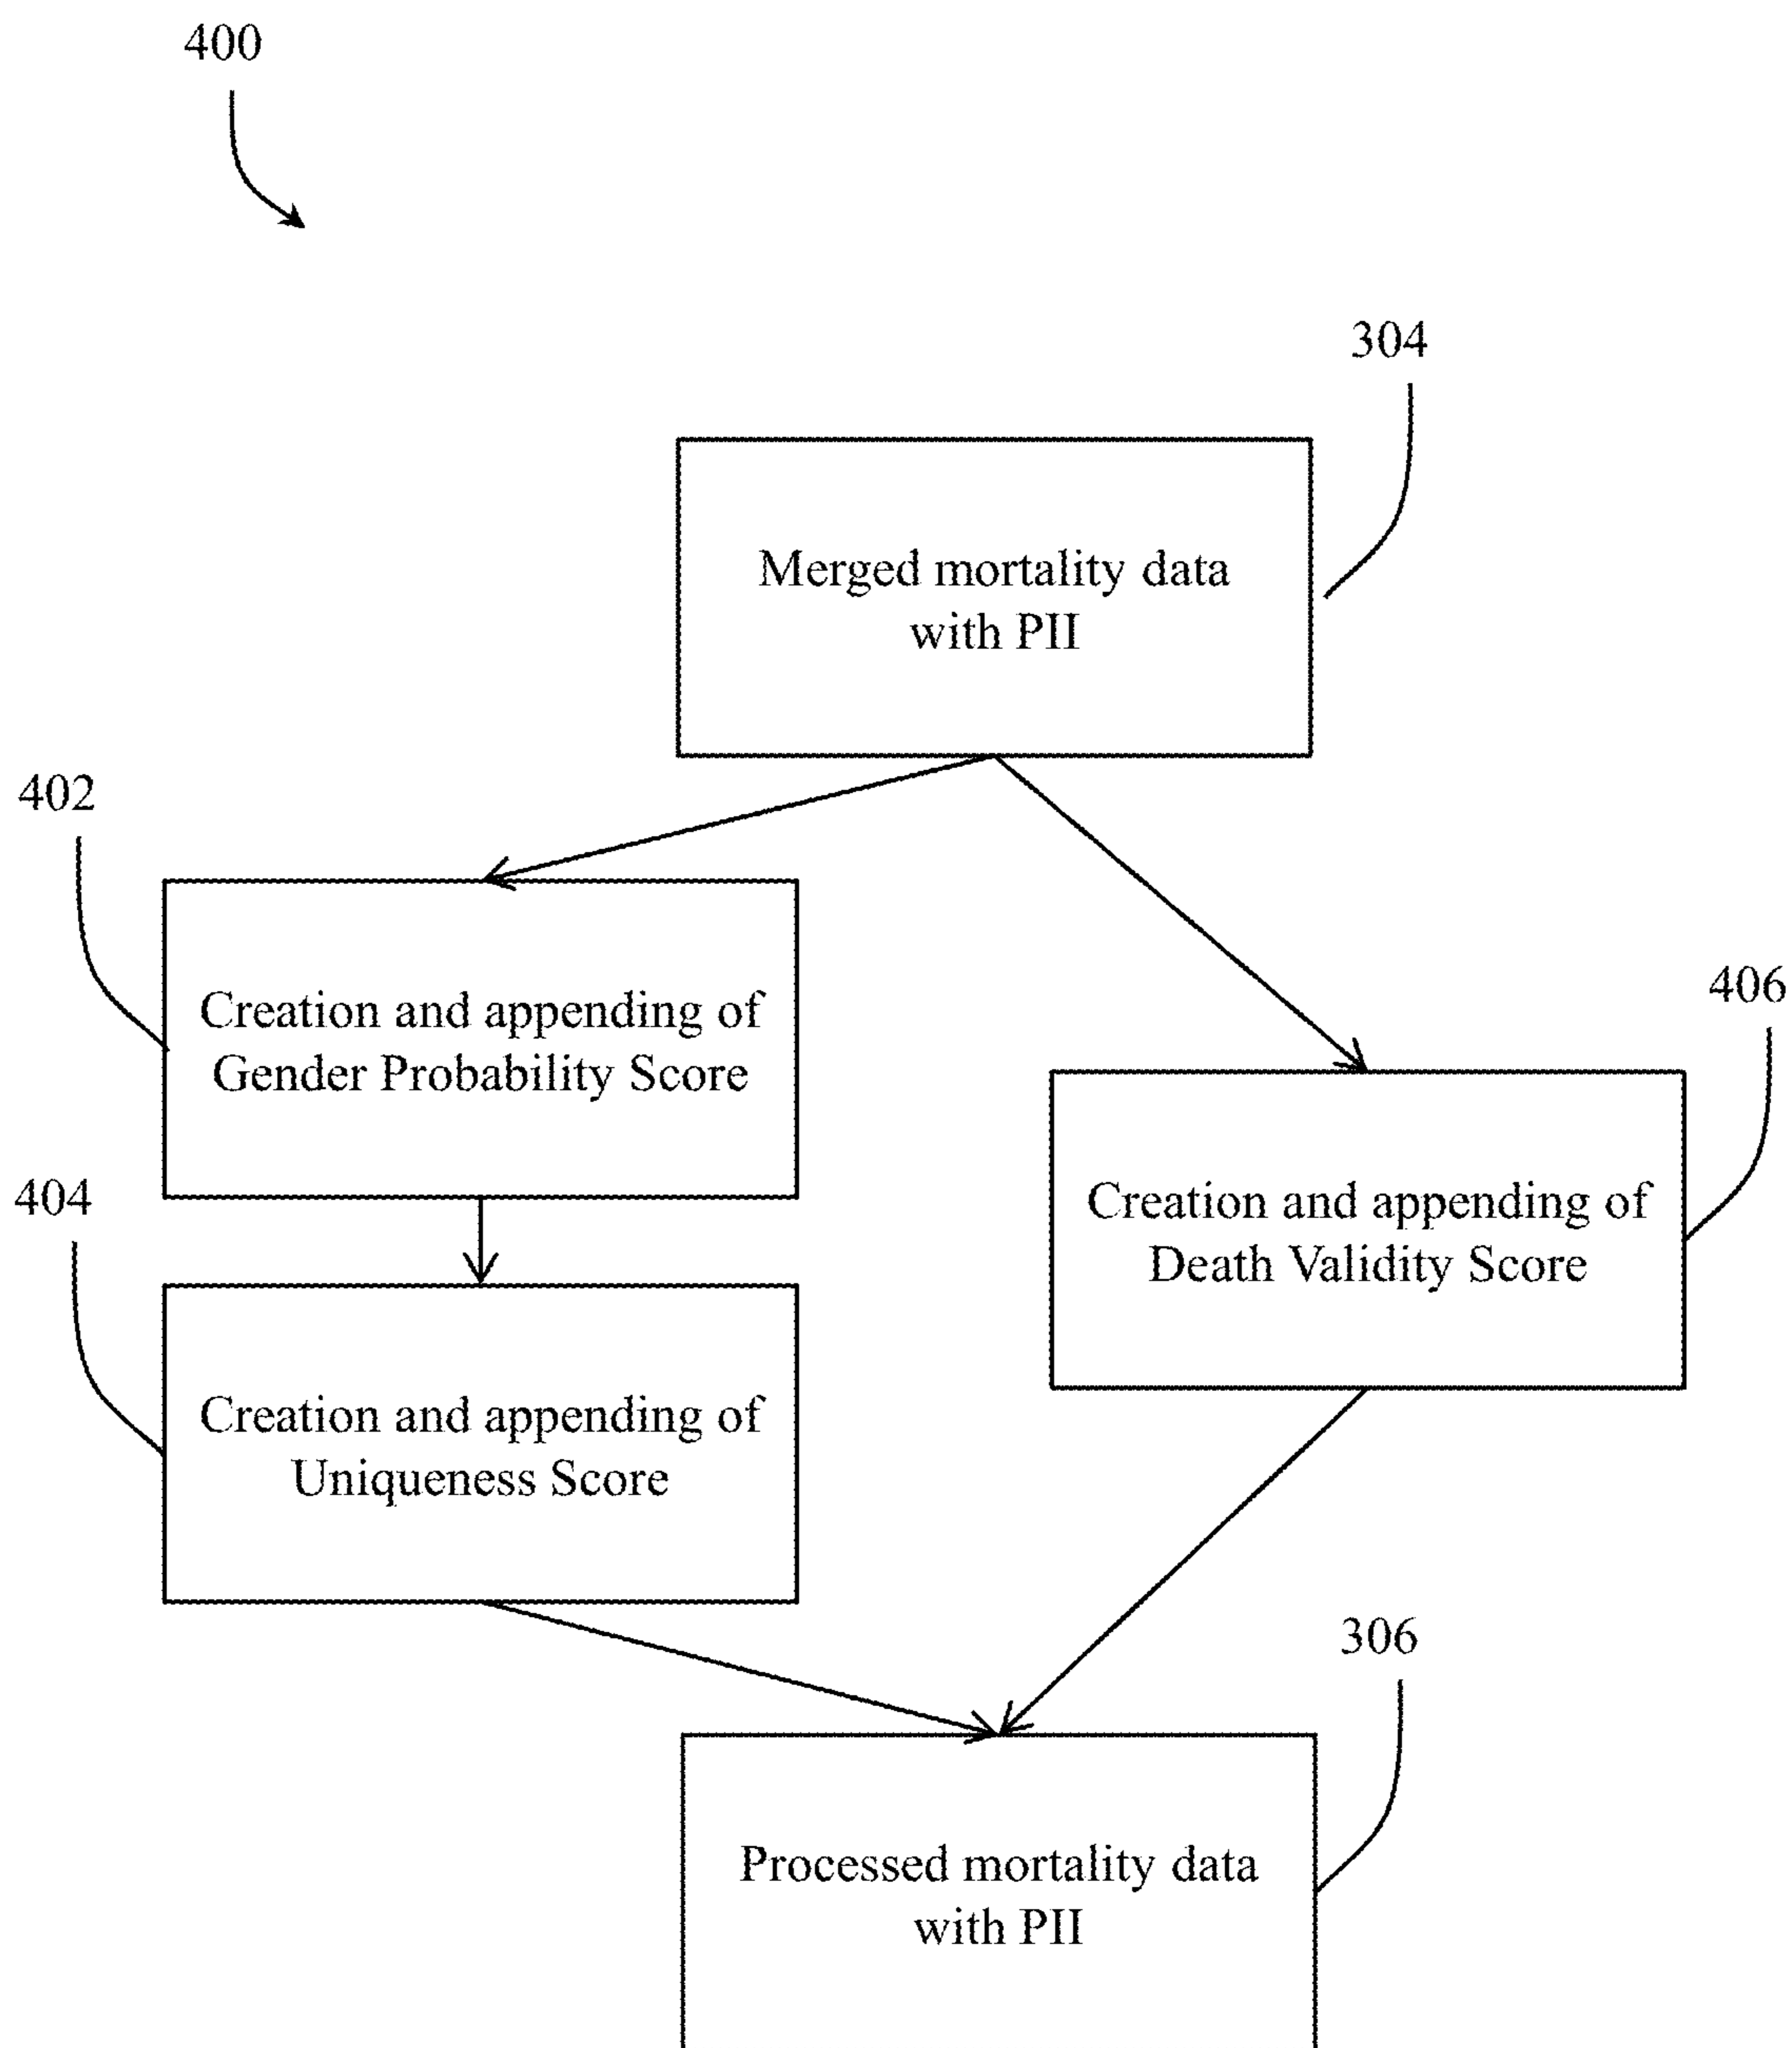 400
304
Merged mortality data
with PII
402
Creation and appending of
Gender Probability Score
406
Creation and appending of
Death Validity Score
404
Creation and appending of
Uniqueness Score
306
Processed mortality data
with PII